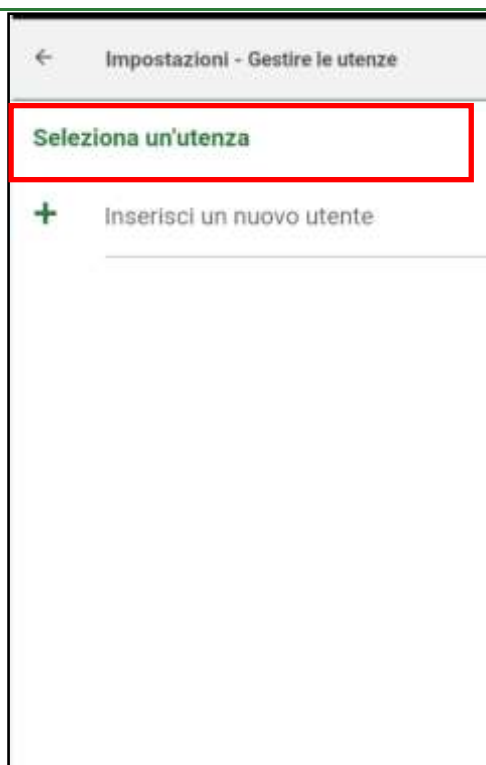 Impostazioni - Gestire le utenze
Seleziona un'utenza
Inserisci un nuovo utente